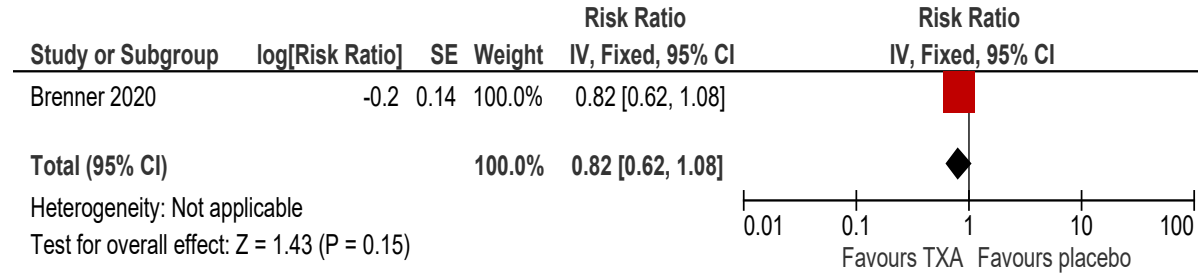 Risk Ratio Risk Ratio
Study or Subgroup log[Risk Ratio] SE Weight IV, Fixed, 95% CI IV, Fixed, 95% CI
Brenner 2020 -0.2 0.14 100.0% 0.82 [0.62, 1.08]
Total (95% CI) 100.0% 0.82 [0.62, 1.08]
Heterogeneity: Not applicable
Test for overall effect: Z = 1.43 (P = 0.15)
0.01 0.1 1 10 100
Favours TXA Favours placebo